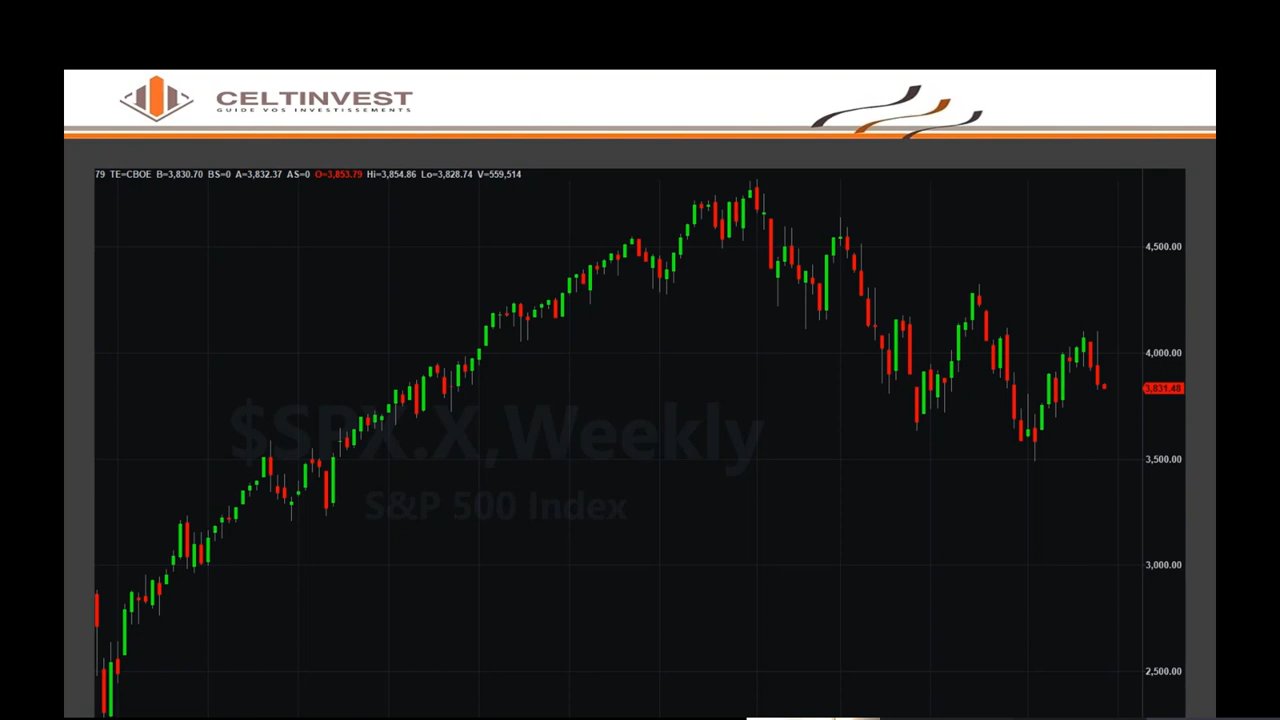 CELTINVEST
GUIDE VOS INVESTISSEMENTS
79 TE=CBOE B=3,830.70 BS=0 A=3,832.37 AS=0 O=3,853.79 Hi=3,854.86 Lo=3,828.74 V=559,514
4,500.00
4,000.00
3,831.48
$SPX.X,Weekly
3,500.00
S&P 500 Index
3,000.00
2,500.00